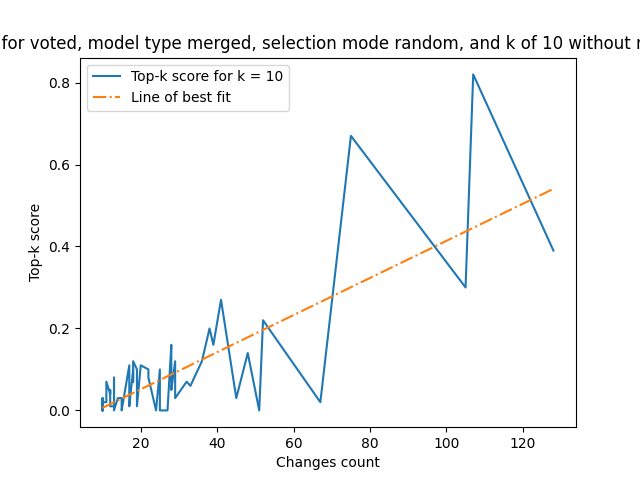 for voted, model type merged, selection mode random, and k of 10 without
Top-k score for k = 10
Line of best fit
Top-k score
0.8
0.6
0.4
0.2
0.0
20 40 60 80 100 120
Changes count